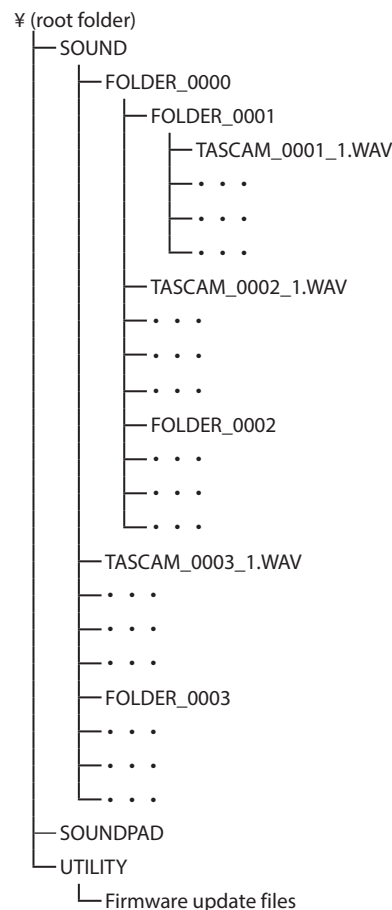 ¥ (root folder)
SOUND
FOLDER_0000
FOLDER_0001
TASCAM_0001_1.WAV
・ ・ ・
・ ・ ・
・ ・ ・
TASCAM_0002_1.WAV
・ ・ ・
・ ・ ・
・ ・ ・
FOLDER_0002
・ ・ ・
・ ・ ・
・ ・ ・
TASCAM_0003_1.WAV
・ ・ ・
・ ・ ・
・ ・ ・
FOLDER_0003
・ ・ ・
・ ・ ・
・ ・ ・
SOUNDPAD
UTILITY
Firmware update files